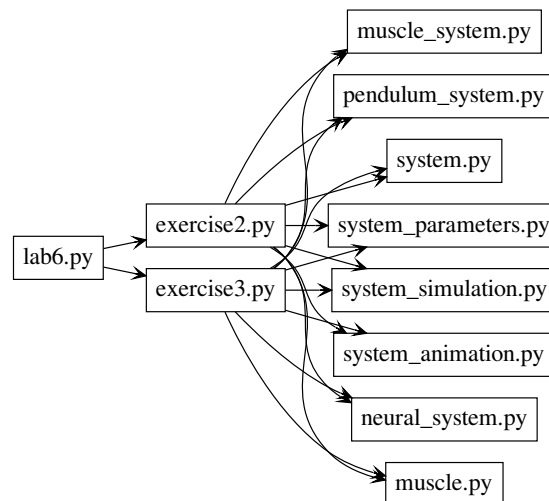 muscle_system.py
pendulum_system.py
system.py
exercise2.py
system_parameters.py
lab6.py
exercise3.py
system_simulation.py
system_animation.py
neural_system.py
muscle.py